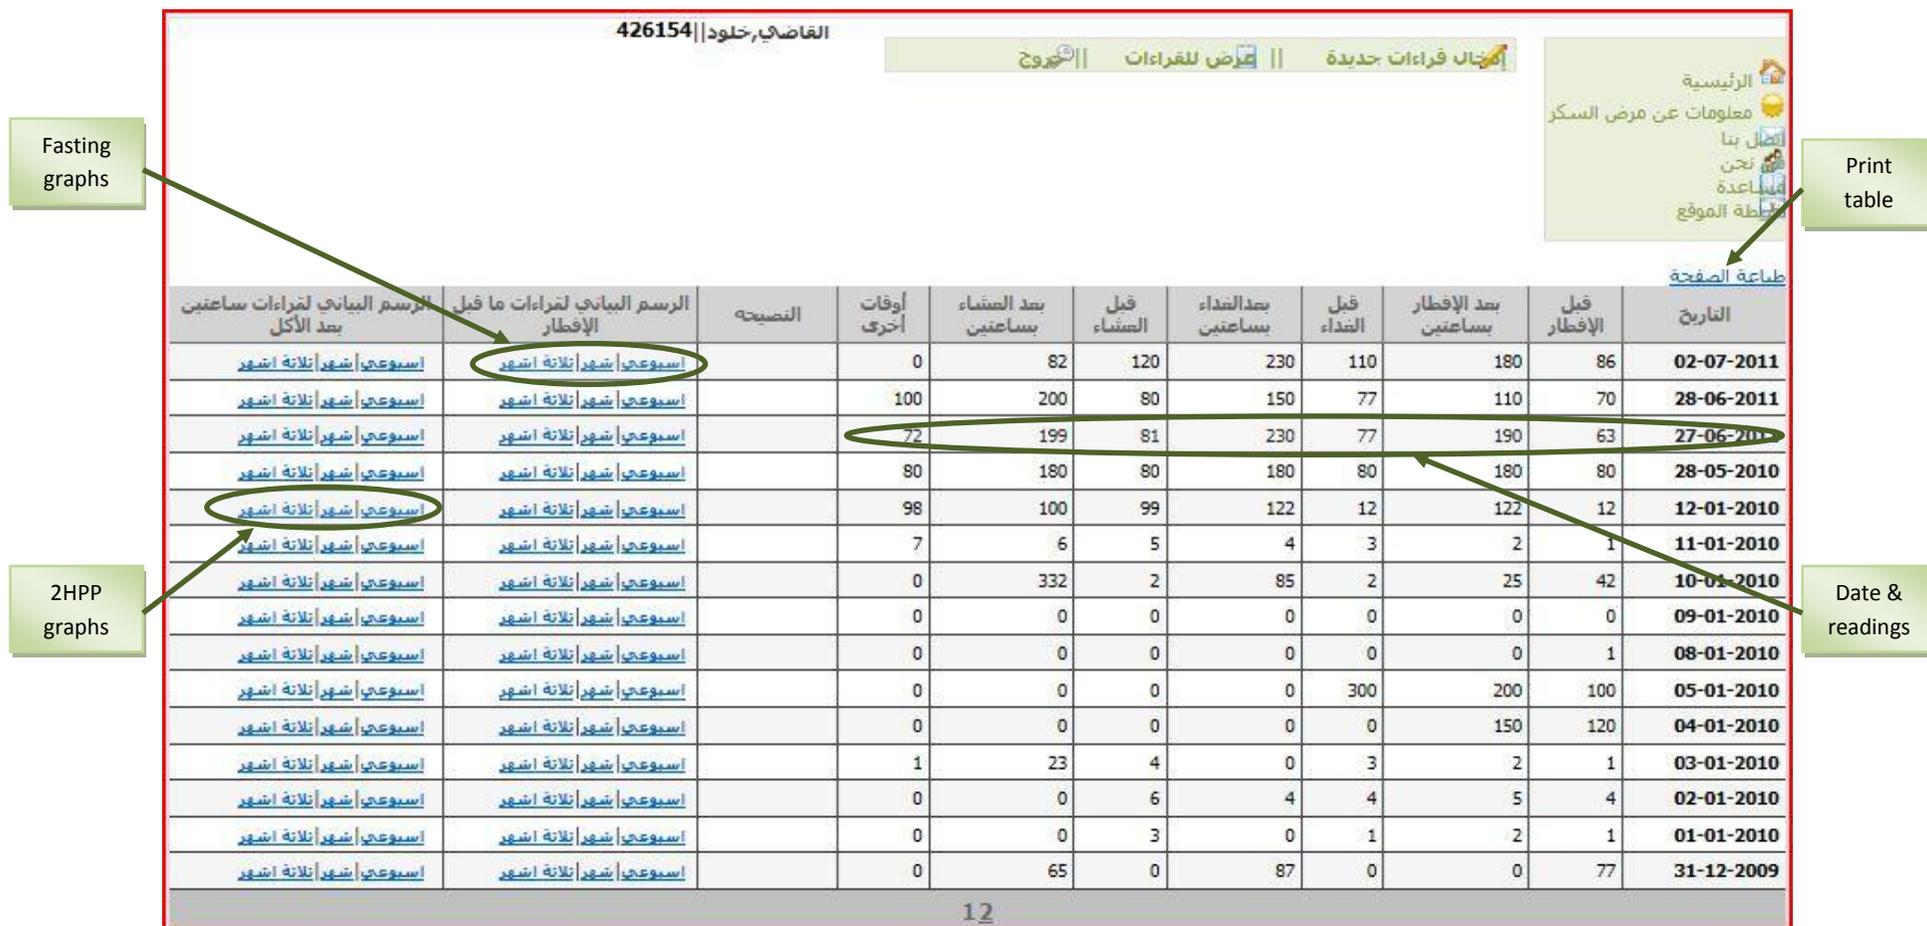 القاضي,خلود||426154
إدخال قراءات جديدة || عرض للقراءات || خروج
الرئيسية
معلومات عن مرض السكر
اتصل بنا
نحن
مساعدة
الموقع
Fasting graphs
Print table
طباعة الصفحة
التاريخ قبل الإفطار بعد الإفطار بساعتين قبل الغداء بعدالغداء بساعتين قبل العشاء بعد العشاء بساعتين أوقات أخرى النصيحه الرسم البياني لقراءات ما قبل الإفطار الرسم البياني لقراءات ساعتين بعد الأكل
02-07-2011 86 180 110 230 120 82 0 اسبوعي|شهر|ثلاثة اشهر اسبوعي|شهر|ثلاثة اشهر
28-06-2011 70 110 77 150 80 200 100 اسبوعي|شهر|ثلاثة اشهر اسبوعي|شهر|ثلاثة اشهر
27-06-2011 63 190 77 230 81 199 72 اسبوعي|شهر|ثلاثة اشهر اسبوعي|شهر|ثلاثة اشهر
28-05-2010 80 180 80 180 80 180 80 اسبوعي|شهر|ثلاثة اشهر اسبوعي|شهر|ثلاثة اشهر
12-01-2010 12 122 12 122 99 100 98 اسبوعي|شهر|ثلاثة اشهر اسبوعي|شهر|ثلاثة اشهر
11-01-2010 1 2 3 4 5 6 7 اسبوعي|شهر|ثلاثة اشهر اسبوعي|شهر|ثلاثة اشهر
10-01-2010 42 25 2 85 2 332 0 اسبوعي|شهر|ثلاثة اشهر اسبوعي|شهر|ثلاثة اشهر
09-01-2010 0 0 0 0 0 0 0 اسبوعي|شهر|ثلاثة اشهر اسبوعي|شهر|ثلاثة اشهر
08-01-2010 1 0 0 0 0 0 0 اسبوعي|شهر|ثلاثة اشهر اسبوعي|شهر|ثلاثة اشهر
05-01-2010 100 200 300 0 0 0 0 اسبوعي|شهر|ثلاثة اشهر اسبوعي|شهر|ثلاثة اشهر
04-01-2010 120 150 0 0 0 0 0 اسبوعي|شهر|ثلاثة اشهر اسبوعي|شهر|ثلاثة اشهر
03-01-2010 1 2 3 0 4 23 1 اسبوعي|شهر|ثلاثة اشهر اسبوعي|شهر|ثلاثة اشهر
02-01-2010 4 5 4 4 6 0 0 اسبوعي|شهر|ثلاثة اشهر اسبوعي|شهر|ثلاثة اشهر
01-01-2010 1 2 1 0 3 0 0 اسبوعي|شهر|ثلاثة اشهر اسبوعي|شهر|ثلاثة اشهر
31-12-2009 77 0 0 87 0 65 0 اسبوعي|شهر|ثلاثة اشهر اسبوعي|شهر|ثلاثة اشهر
12
2HPP graphs
Date & readings